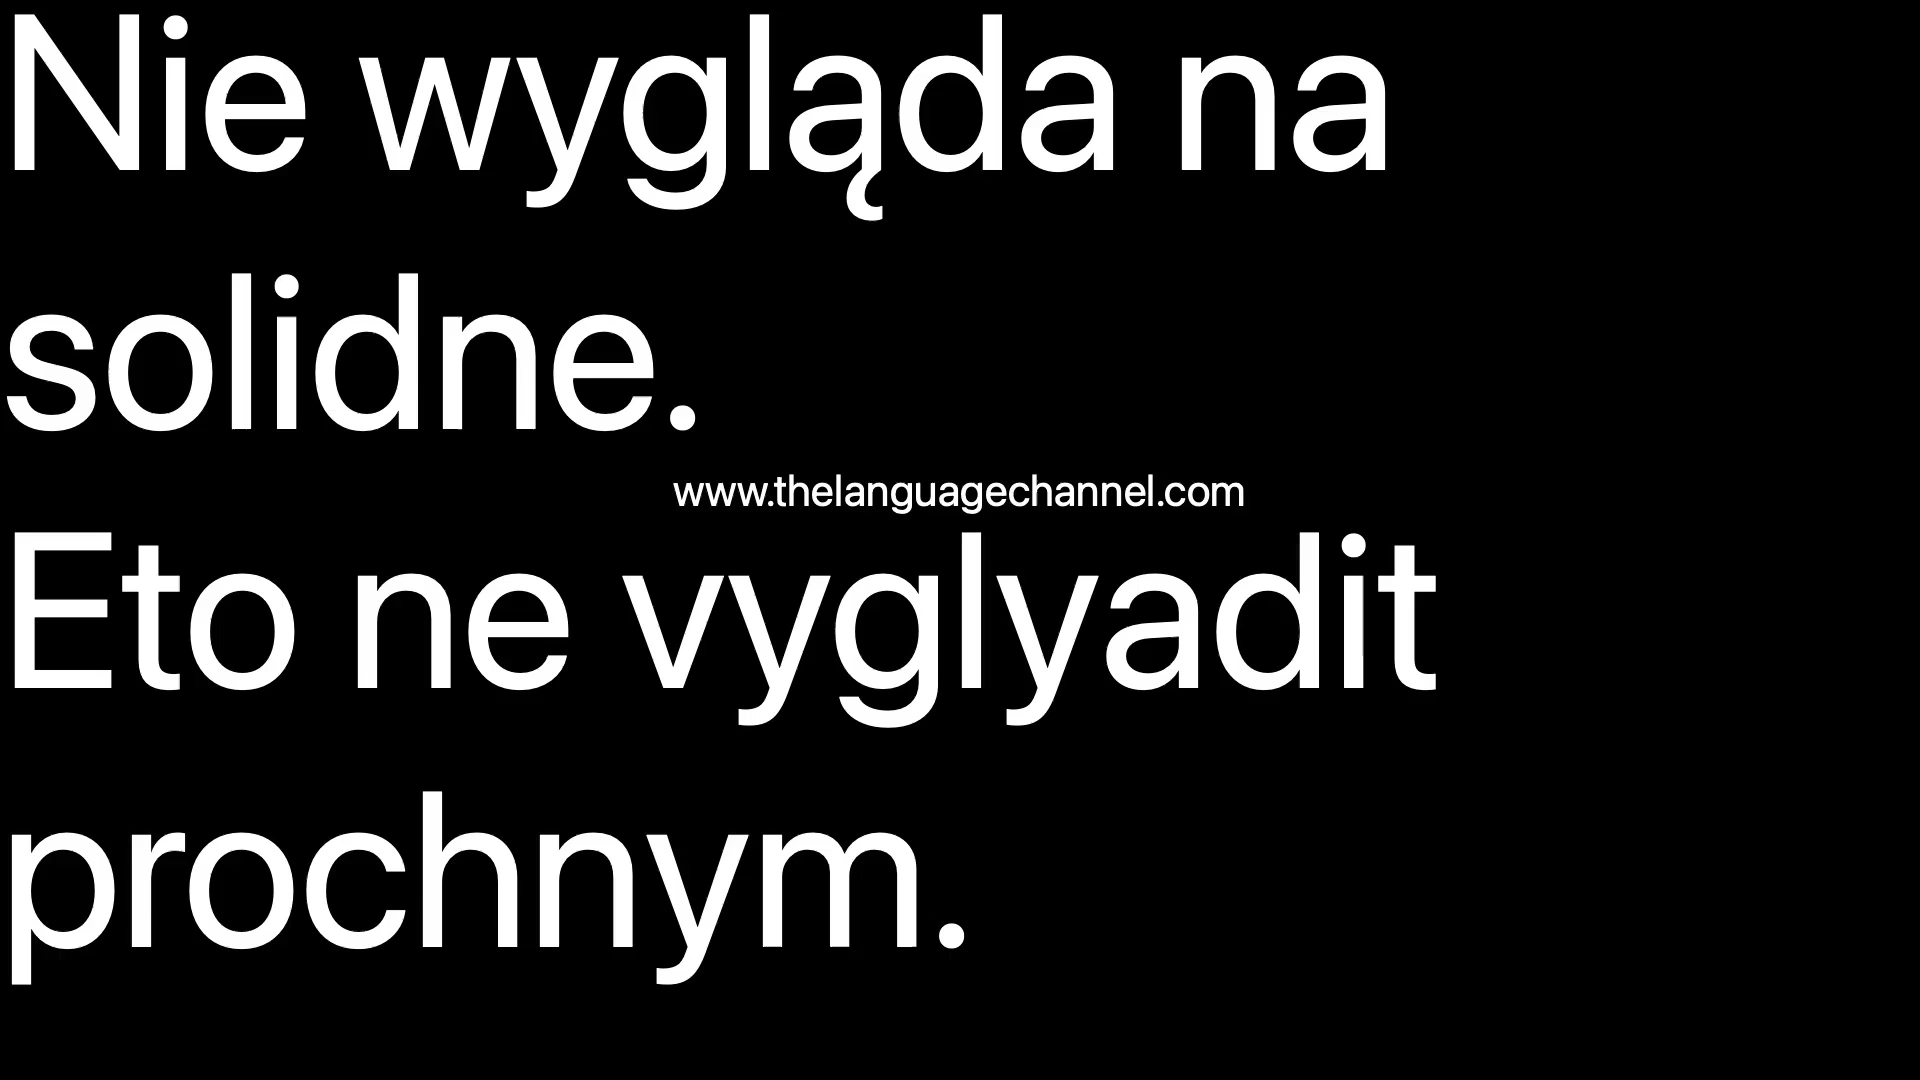 Nie wygląda na
solidne.
www.thelanguagechannel.com
Eto ne vyglyadit
prochnym.